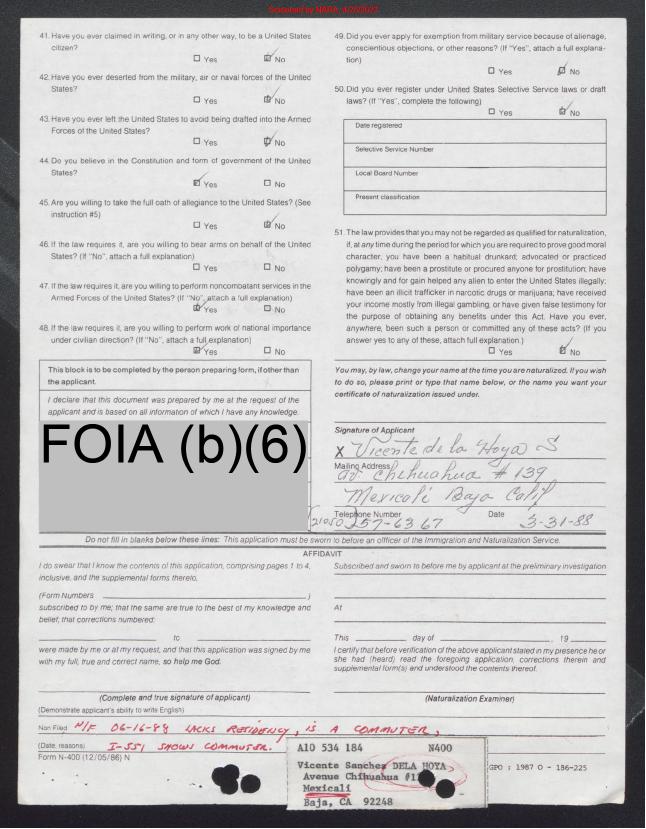 Scanned by NARA, 4/26/2023
41. Have you ever claimed in writing, or in any other way, to be a United States
citizen?
☐ Yes ☑ No
42. Have you ever deserted from the military, air or naval forces of the United
States?
☐ Yes ☑ No
43. Have you ever left the United States to avoid being drafted into the Armed
Forces of the United States?
☐ Yes ☑ No
44. Do you believe in the Constitution and form of government of the United
States?
☑ Yes ☐ No
45. Are you willing to take the full oath of allegiance to the United States? (See
instruction #5)
☐ Yes ☑ No
46. If the law requires it, are you willing to bear arms on behalf of the United
States? (If "No", attach a full explanation)
☐ Yes ☐ No
47. If the law requires it, are you willing to perform noncombatant services in the
Armed Forces of the United States? (If "No", attach a full explanation)
☑ Yes ☐ No
48. If the law requires it, are you willing to perform work of national importance
under civilian direction? (If "No", attach a full explanation)
☑ Yes ☐ No
This block is to be completed by the person preparing form, if other than
the applicant.
I declare that this document was prepared by me at the request of the
applicant and is based on all information of which I have any knowledge.
FOIA (b)(6)
49. Did you ever apply for exemption from military service because of alienage,
conscientious objections, or other reasons? (If "Yes", attach a full explana-
tion)
☐ Yes ☑ No
50. Did you ever register under United States Selective Service laws or draft
laws? (If "Yes", complete the following)
☐ Yes ☑ No
Date registered
Selective Service Number
Local Board Number
Present classification
51. The law provides that you may not be regarded as qualified for naturalization,
if, at any time during the period for which you are required to prove good moral
character, you have been a habitual drunkard; advocated or practiced
polygamy; have been a prostitute or procured anyone for prostitution; have
knowingly and for gain helped any alien to enter the United States illegally;
have been an illicit trafficker in narcotic drugs or marijuana; have received
your income mostly from illegal gambling, or have given false testimony for
the purpose of obtaining any benefits under this Act. Have you ever,
anywhere, been such a person or committed any of these acts? (If you
answer yes to any of these, attach full explanation.)
☐ Yes ☑ No
You may, by law, change your name at the time you are naturalized. If you wish
to do so, please print or type that name below, or the name you want your
certificate of naturalization issued under.
Signature of Applicant
X Vicente de la Hoya S
Mailing Address
av. Chihuahua # 139
Mexicali Baja Calif
Telephone Number Date
(21050) 257-6367 3-31-88
Do not fill in blanks below these lines: This application must be sworn to before an officer of the Immigration and Naturalization Service.
AFFIDAVIT
I do swear that I know the contents of this application, comprising pages 1 to 4,
inclusive, and the supplemental forms thereto,
(Form Numbers )
subscribed to by me; that the same are true to the best of my knowledge and
belief; that corrections numbered:
to
were made by me or at my request, and that this application was signed by me
with my full, true and correct name, so help me God.
(Complete and true signature of applicant)
(Demonstrate applicant's ability to write English)
Subscribed and sworn to before me by applicant at the preliminary investigation
At
This day of , 19
I certify that before verification of the above applicant stated in my presence he or
she had (heard) read the foregoing application, corrections therein and
supplemental form(s) and understood the contents thereof.
(Naturalization Examiner)
Non Filed N/F 06-16-88 LACKS RESIDENCY, IS A COMMUTER,
(Date, reasons) I-551 SHOWS COMMUTER.
Form N-400 (12/05/86) N
A10 534 184 N400
Vicente Sanchez DELA HOYA
Avenue Chihuahua
Mexicali
Baja, CA 92248
GPO : 1987 O - 186-225